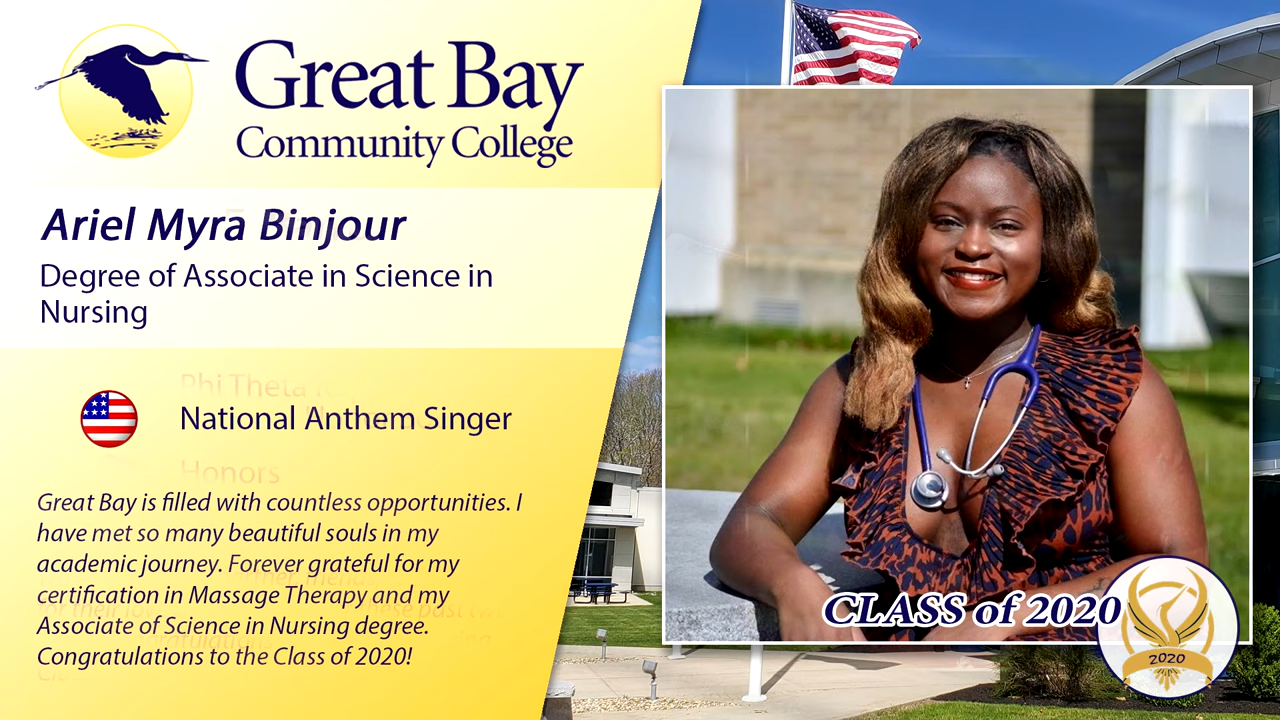 Great Bay
Community College
Ariel Myra Binjour
Degree of Associate in Science in
Nursing
Phi Theta
National Anthem Singer
Honors
Great Bay is filled with countless opportunities. I
have met so many beautiful souls in my
academic journey. Forever grateful for my
certification in Massage Therapy and my
Associate of Science in Nursing degree.
Congratulations to the Class of 2020!
CLASS of 2020
2020